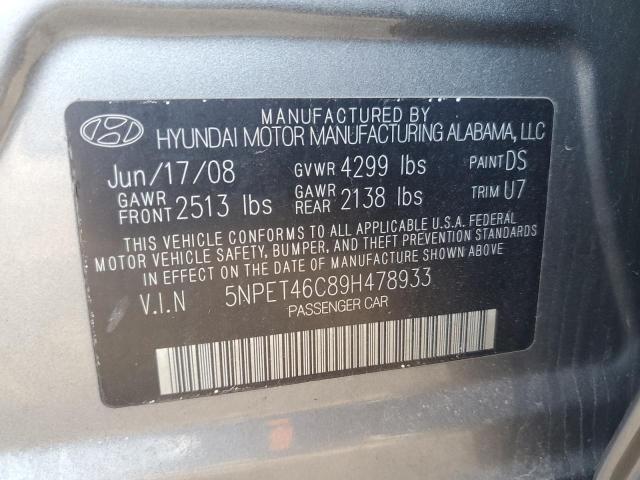 MANUFACTURED BY
HYUNDAI MOTOR MANUFACTURING ALABAMA, LLC
Jun/17/08 GVWR 4299 lbs PAINT DS
GAWR FRONT 2513 lbs GAWR REAR 2138 lbs TRIM U7
THIS VEHICLE CONFORMS TO ALL APPLICABLE U.S.A. FEDERAL
MOTOR VEHICLE SAFETY, BUMPER, AND THEFT PREVENTION STANDARDS
IN EFFECT ON THE DATE OF MANUFACTURE SHOWN ABOVE.
V.I.N 5NPET46C89H478933
PASSENGER CAR